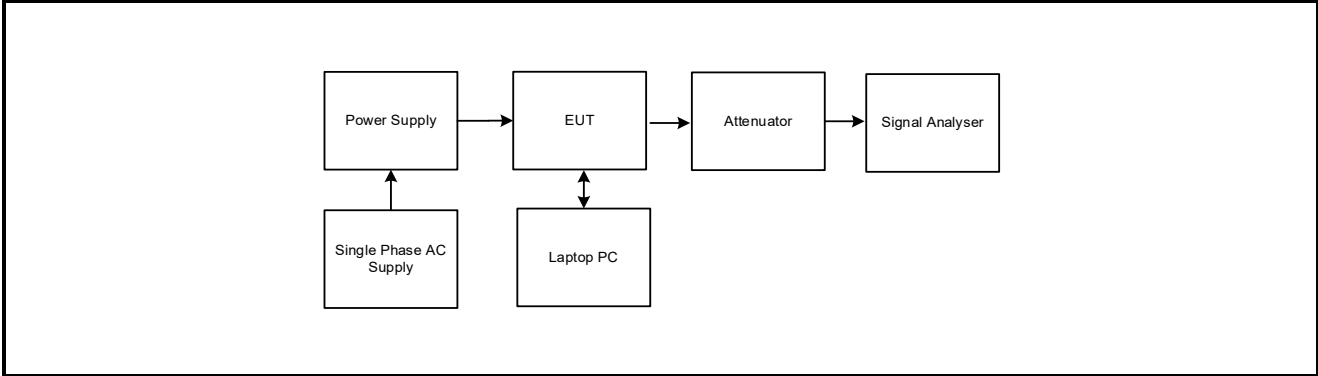 Power Supply
EUT
Attenuator
Signal Analyser
Single Phase AC
Supply
Laptop PC